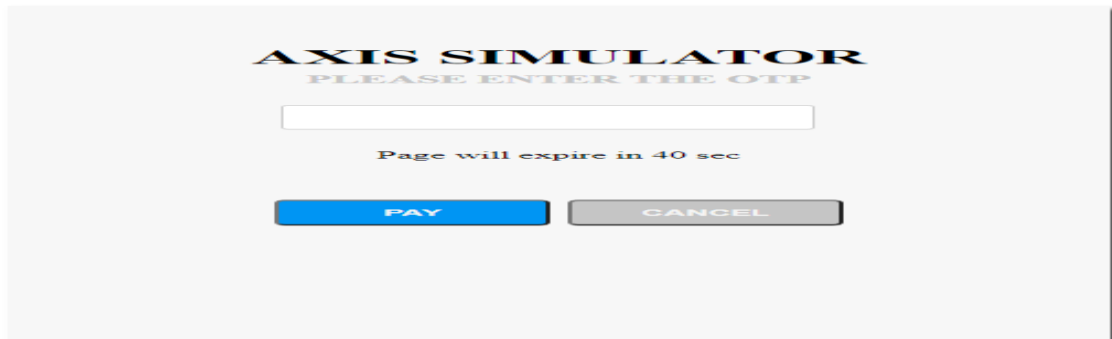 AXIS SIMULATOR
PLEASE ENTER THE OTP
Page will expire in 40 sec
PAY CANCEL